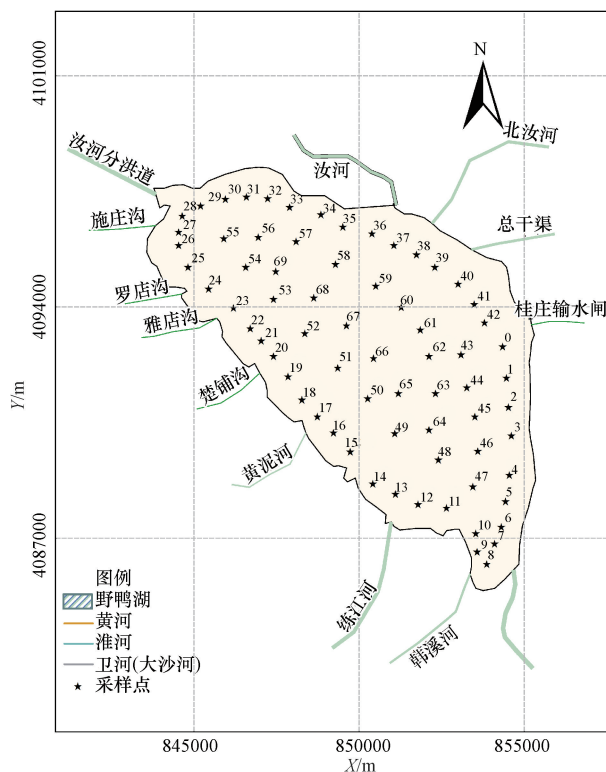 N
4101000
4094000
4087000
Y/m
845000
850000
855000
X/m
汝河分洪道
汝河
北汝河
施庄沟
总干渠
罗店沟
桂庄输水闸
雅店沟
楚铺沟
黄泥河
练江河
韩溪河
28 29 30 31 32 33 34 35 36 37 38 39 40 41 42
27 26 25 24 23 22 21 20 19 18 17 16 15 14 13 12 11 10 9 8 7 6 5 4 3 2 1 0
55 56 57 58 59 60 61 62 43 44 45 46 47
54 69 53 68 67 52 51 66 50 65 63 64 49 48
图例
野鸭湖
黄河
淮河
卫河(大沙河)
采样点